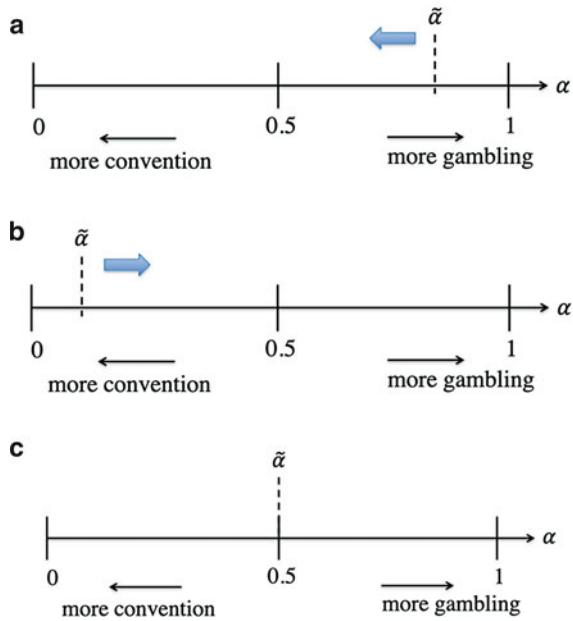 a
α̃
α
0 0.5 1
more convention more gambling
b
α̃
α
0 0.5 1
more convention more gambling
c
α̃
α
0 0.5 1
more convention more gambling